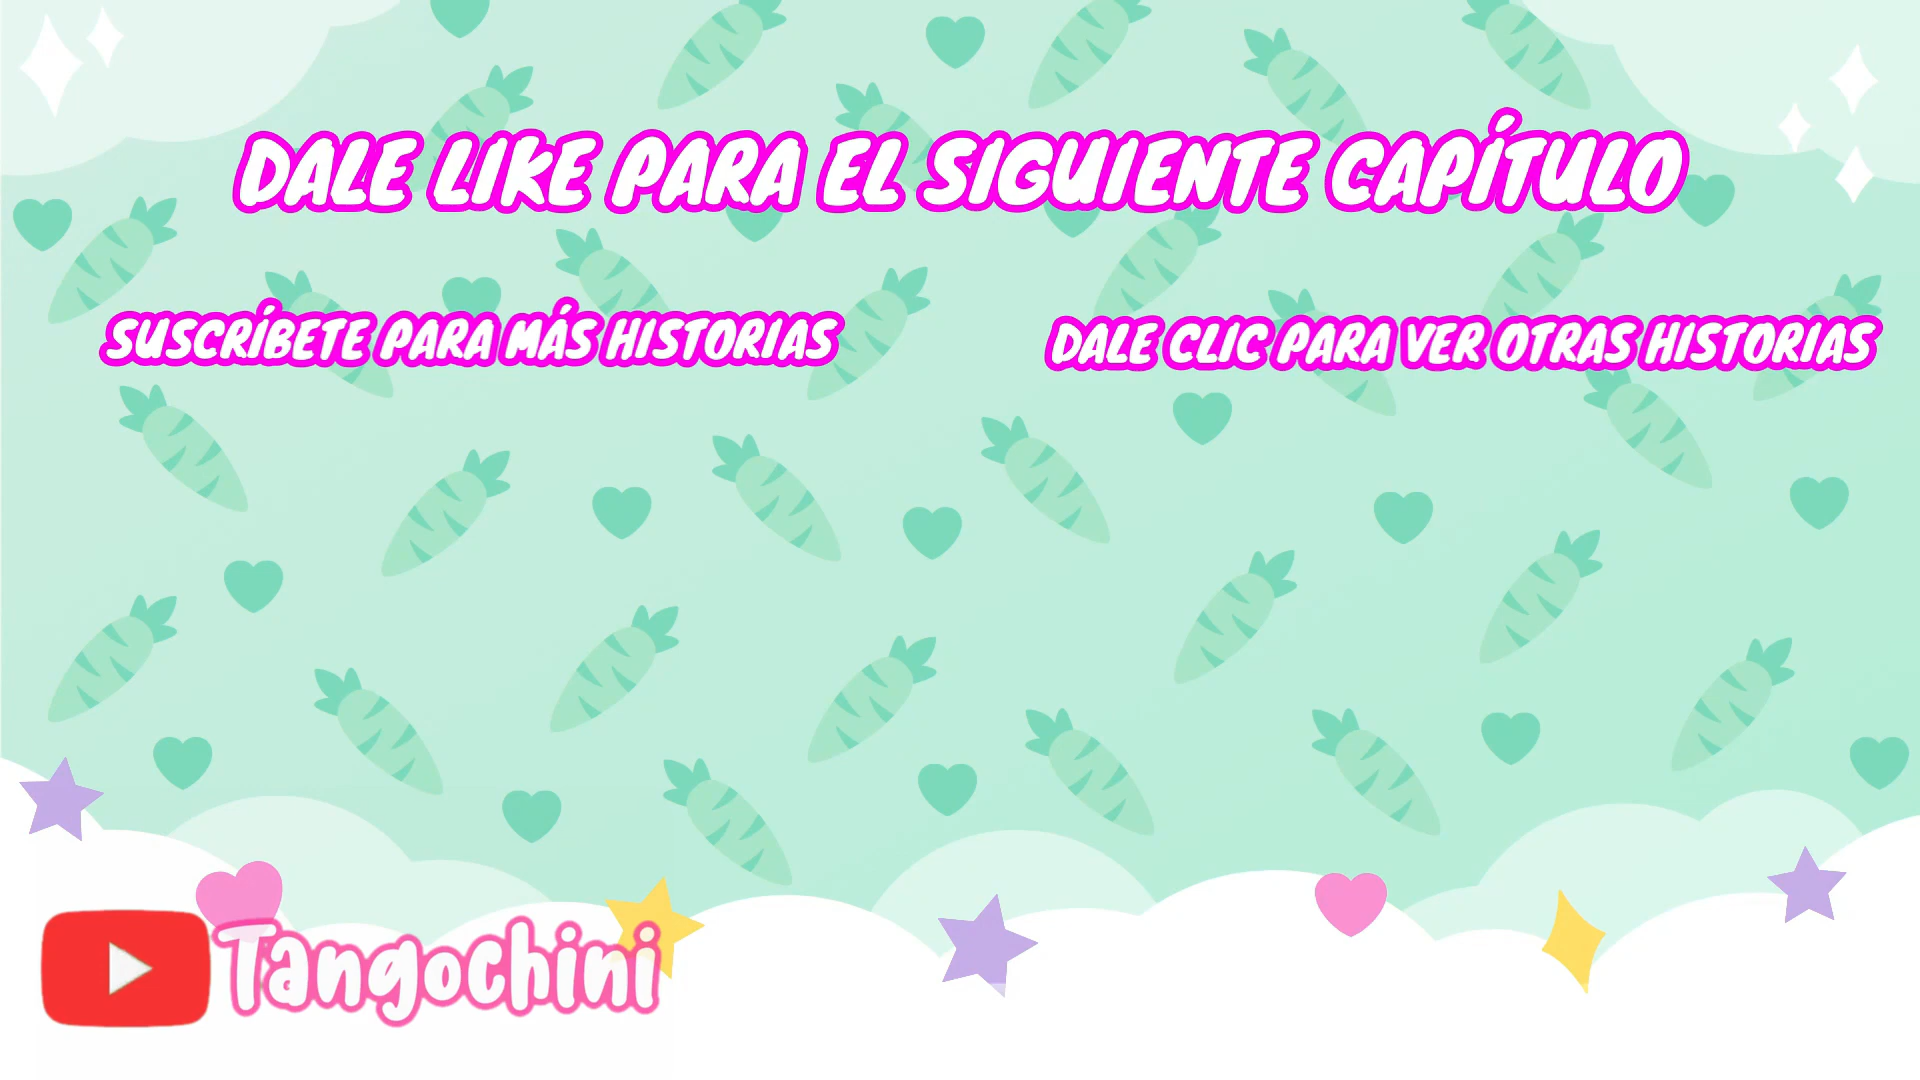 DALE LIKE PARA EL SIGUIENTE CAPÍTULO
SUSCRÍBETE PARA MÁS HISTORIAS
DALE CLIC PARA VER OTRAS HISTORIAS
Tangochini